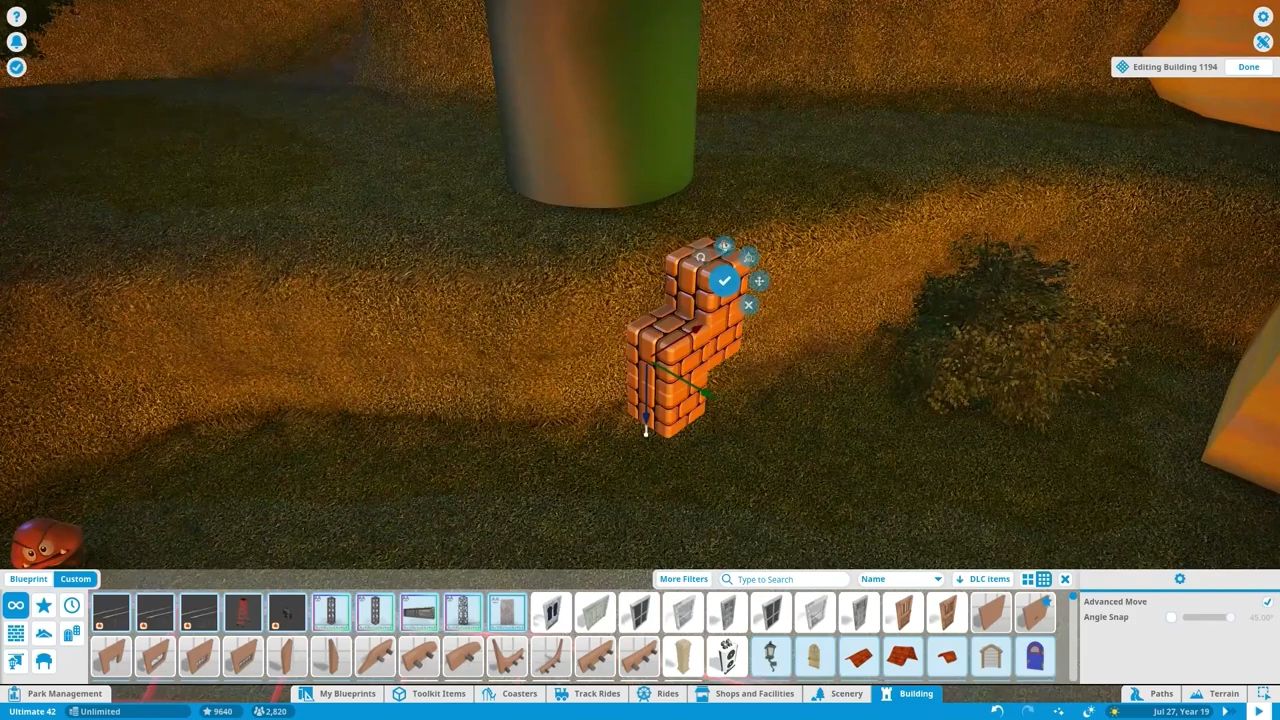 Editing Building 1194 Done
Blueprint Custom More Filters Type to Search Name DLC items
Advanced Move
Angle Snap 45.00°
Park Management My Blueprints Toolkit Items Coasters Track Rides Rides Shops and Facilities Scenery Building Paths Terrain
Ultimate 42 Unlimited 9640 2,820 Jul 27, Year 19